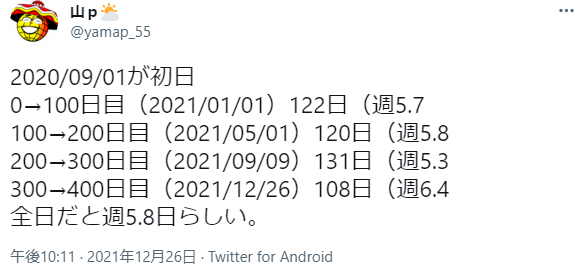 山p⛅
@yamap_55
2020/09/01が初日
0→100日目（2021/01/01）122日（週5.7
100→200日目（2021/05/01）120日（週5.8
200→300日目（2021/09/09）131日（週5.3
300→400日目（2021/12/26）108日（週6.4
全日だと週5.8日らしい。
午後10:11 · 2021年12月26日 · Twitter for Android